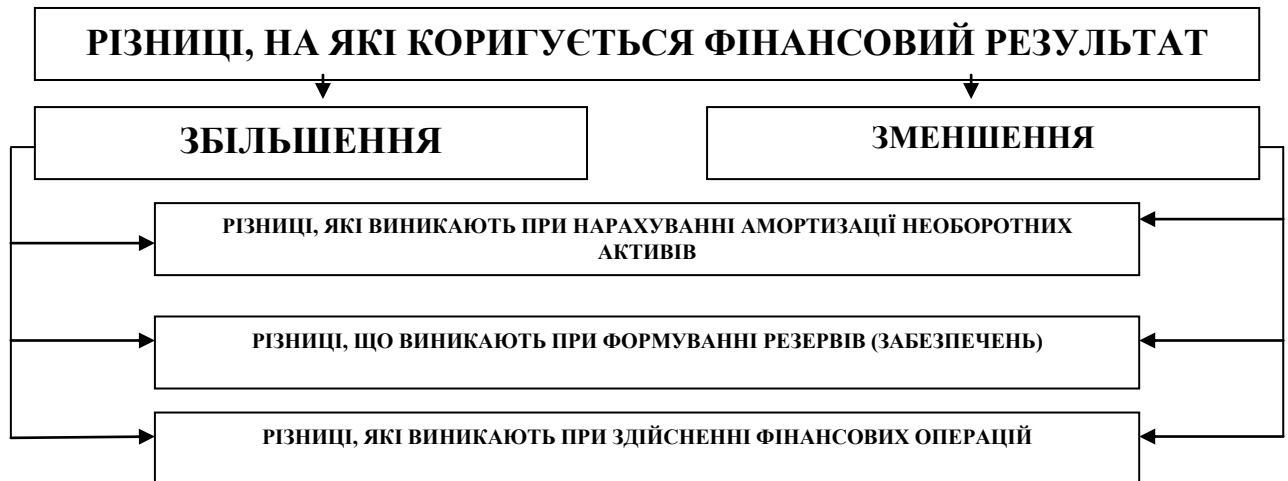 РІЗНИЦІ, НА ЯКІ КОРИГУЄТЬСЯ ФІНАНСОВИЙ РЕЗУЛЬТАТ
ЗБІЛЬШЕННЯ
ЗМЕНШЕННЯ
РІЗНИЦІ, ЯКІ ВИНИКАЮТЬ ПРИ НАРАХУВАННІ АМОРТИЗАЦІЇ НЕОБОРОТНИХ
АКТИВІВ
РІЗНИЦІ, ЩО ВИНИКАЮТЬ ПРИ ФОРМУВАННІ РЕЗЕРВІВ (ЗАБЕЗПЕЧЕНЬ)
РІЗНИЦІ, ЯКІ ВИНИКАЮТЬ ПРИ ЗДІЙСНЕННІ ФІНАНСОВИХ ОПЕРАЦІЙ